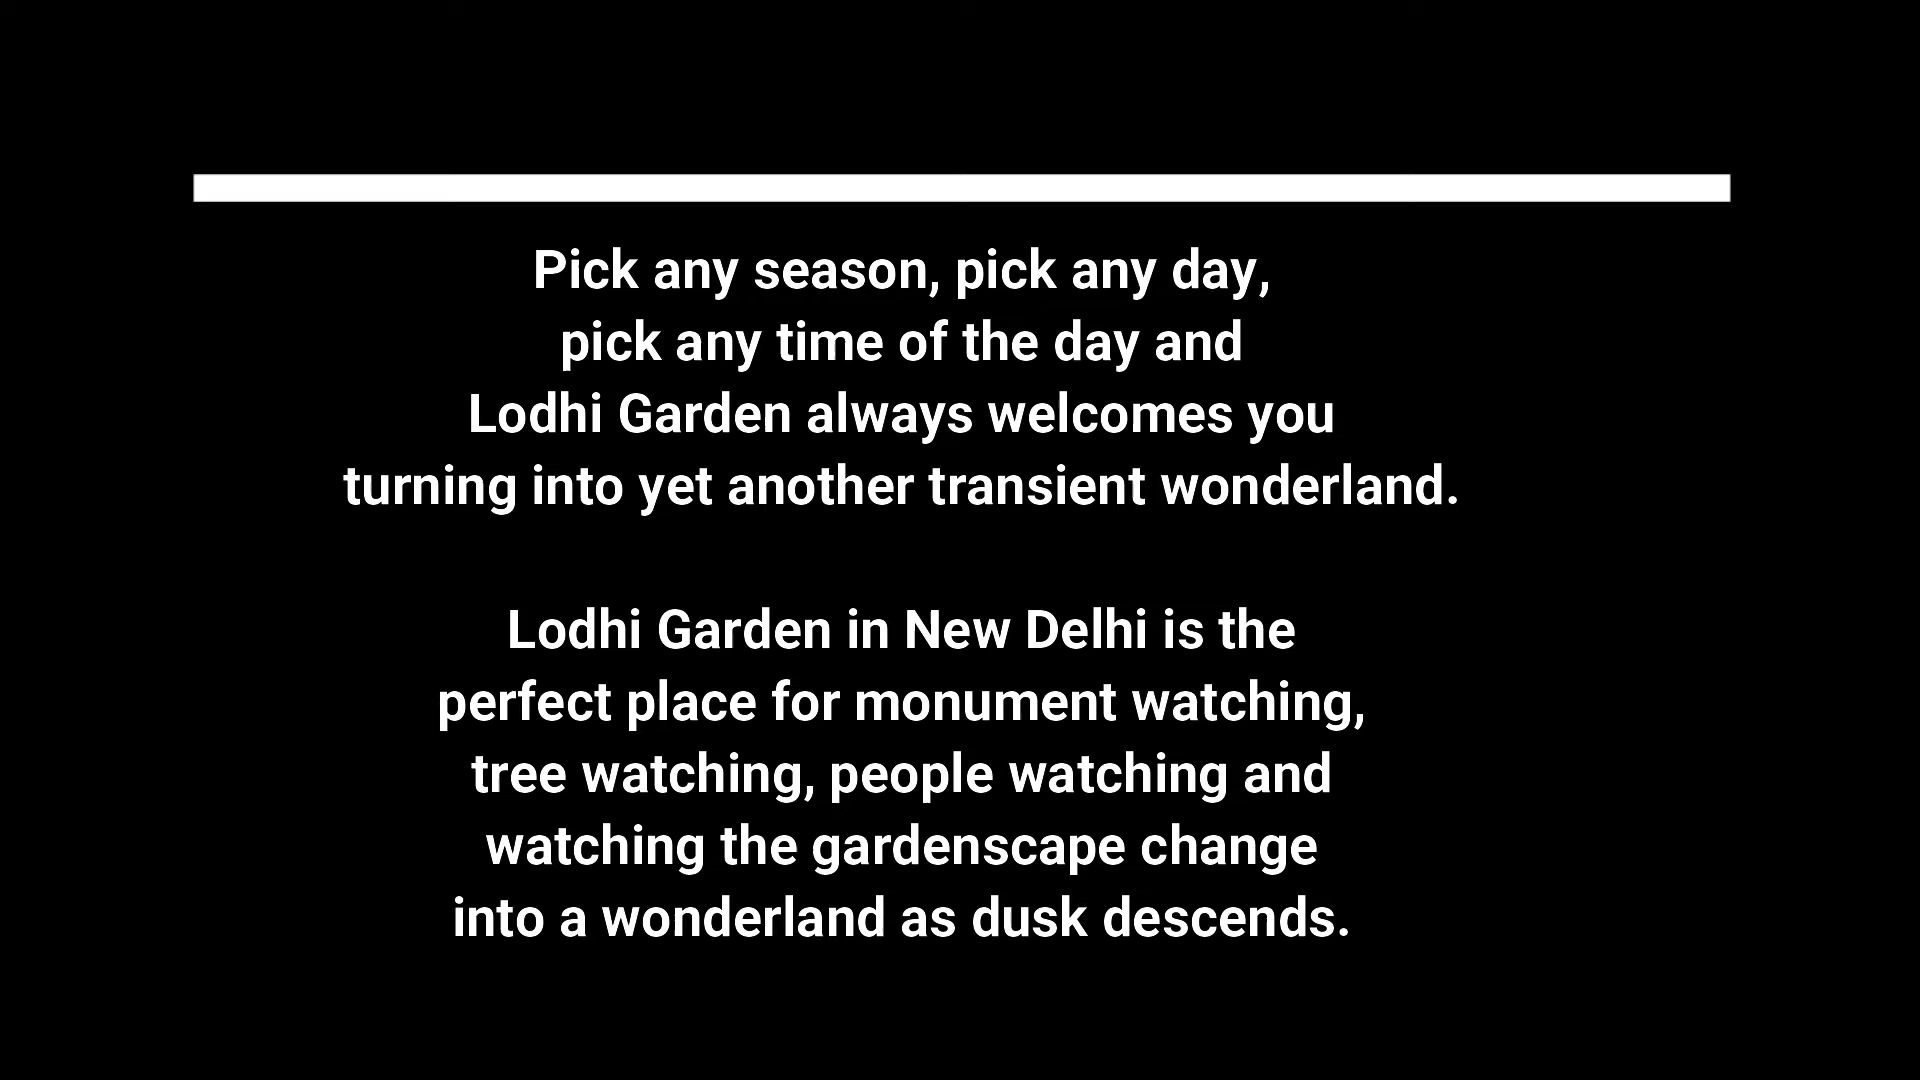 Pick any season, pick any day,
pick any time of the day and
Lodhi Garden always welcomes you
turning into yet another transient wonderland.
Lodhi Garden in New Delhi is the
perfect place for monument watching,
tree watching, people watching and
watching the gardenscape change
into a wonderland as dusk descends.